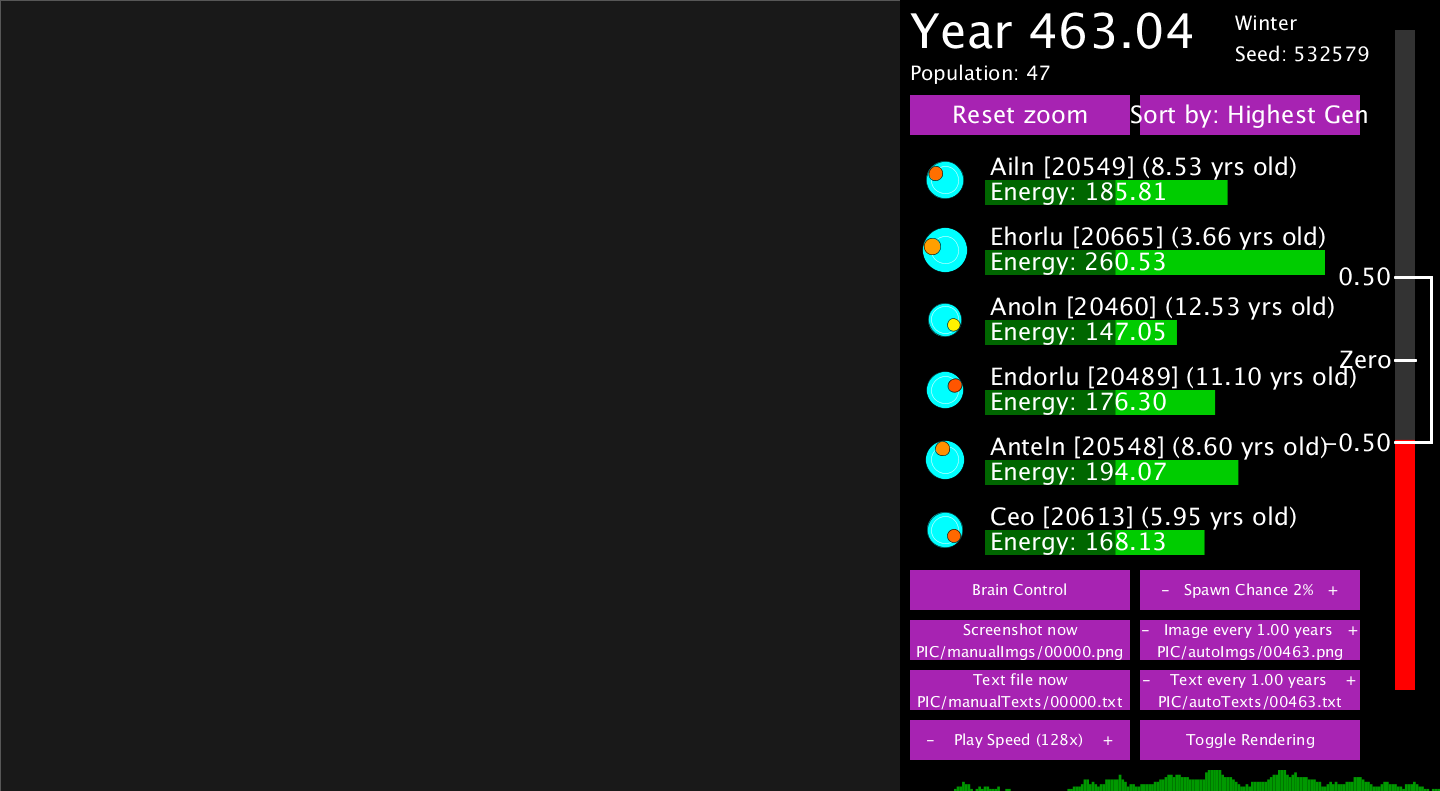 Year 463.04
Winter
Seed: 532579
Population: 47
Reset zoom
Sort by: Highest Gen
Ailn [20549] (8.53 yrs old)
Energy: 185.81
Ehorlu [20665] (3.66 yrs old)
Energy: 260.53
0.50
Anoln [20460] (12.53 yrs old)
Energy: 147.05
Zero
Endorlu [20489] (11.10 yrs old)
Energy: 176.30
-0.50
Anteln [20548] (8.60 yrs old)
Energy: 194.07
Ceo [20613] (5.95 yrs old)
Energy: 168.13
Brain Control
- Spawn Chance 2% +
Screenshot now
PIC/manualImgs/00000.png
- Image every 1.00 years +
PIC/autoImgs/00463.png
Text file now
PIC/manualTexts/00000.txt
- Text every 1.00 years +
PIC/autoTexts/00463.txt
- Play Speed (128x) +
Toggle Rendering